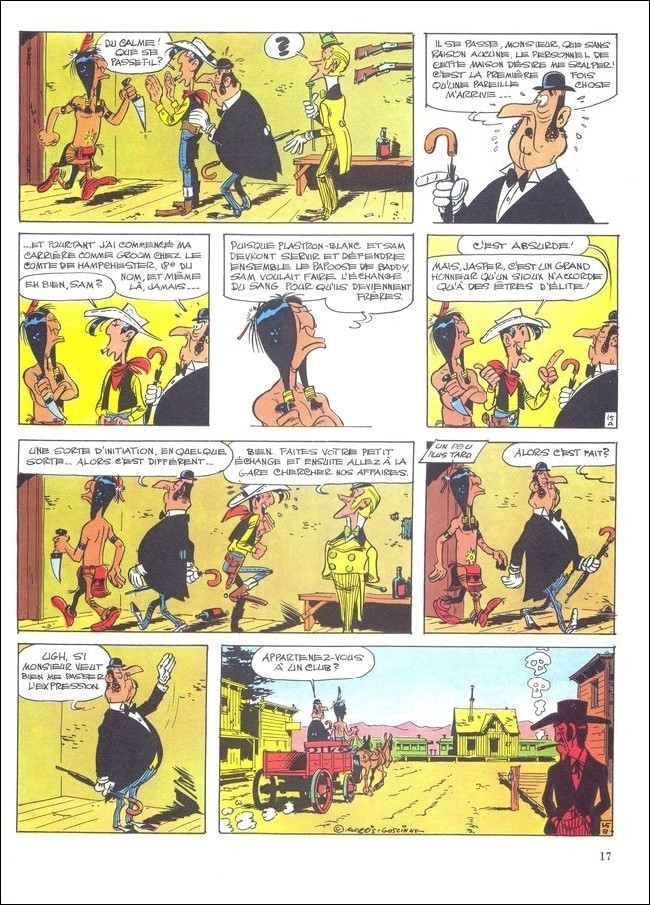 DU CALME !
QUE SE
PASSE-T-IL?
?
IL SE PASSE, MONSIEUR, QUE SANS
RAISON AUCUNE, LE PERSONNEL DE
CETTE MAISON DÉSIRE ME SCALPER!
C'EST LA PREMIÈRE FOIS
QU'UNE PAREILLE CHOSE
M'ARRIVE...
...ET POURTANT J'AI COMMENCÉ MA
CARRIÈRE COMME GROOM CHEZ LE
COMTE DE HAMPCHESTER, 18e DU
NOM, ET MÊME
LÀ, JAMAIS....
EH BIEN, SAM?
PUISQUE PLASTRON-BLANC ET SAM
DEVRONT SERVIR ET DÉFENDRE
ENSEMBLE LE PAPOOSE DE BADDY,
SAM VOULAIT FAIRE L'ÉCHANGE
DU SANG POUR QU'ILS DEVIENNENT
FRÈRES.
C'EST ABSURDE!
MAIS, JASPER, C'EST UN GRAND
HONNEUR QU'UN SIOUX N'ACCORDE
QU'À DES ÊTRES D'ÉLITE!
15
A
UNE SORTE D'INITIATION, EN QUELQUE
SORTE... ALORS C'EST DIFFÉRENT...
BIEN. FAITES VOTRE PETIT
ÉCHANGE ET ENSUITE ALLEZ À LA
GARE CHERCHER NOS AFFAIRES.
UN PEU
PLUS TARD.
ALORS C'EST FAIT?
UGH, SI
MONSIEUR VEUT
BIEN ME PASSER
L'EXPRESSION
APPARTENEZ-VOUS
À UN CLUB?
© MORRIS-GOSCINNY
15
B
17